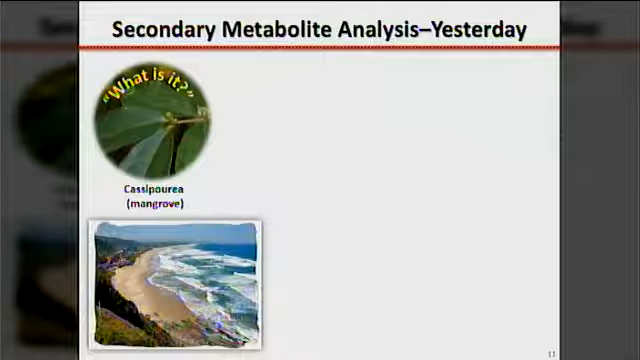 Secondary Metabolite Analysis–Yesterday
"What is it?"
Cassipourea
(mangrove)
11